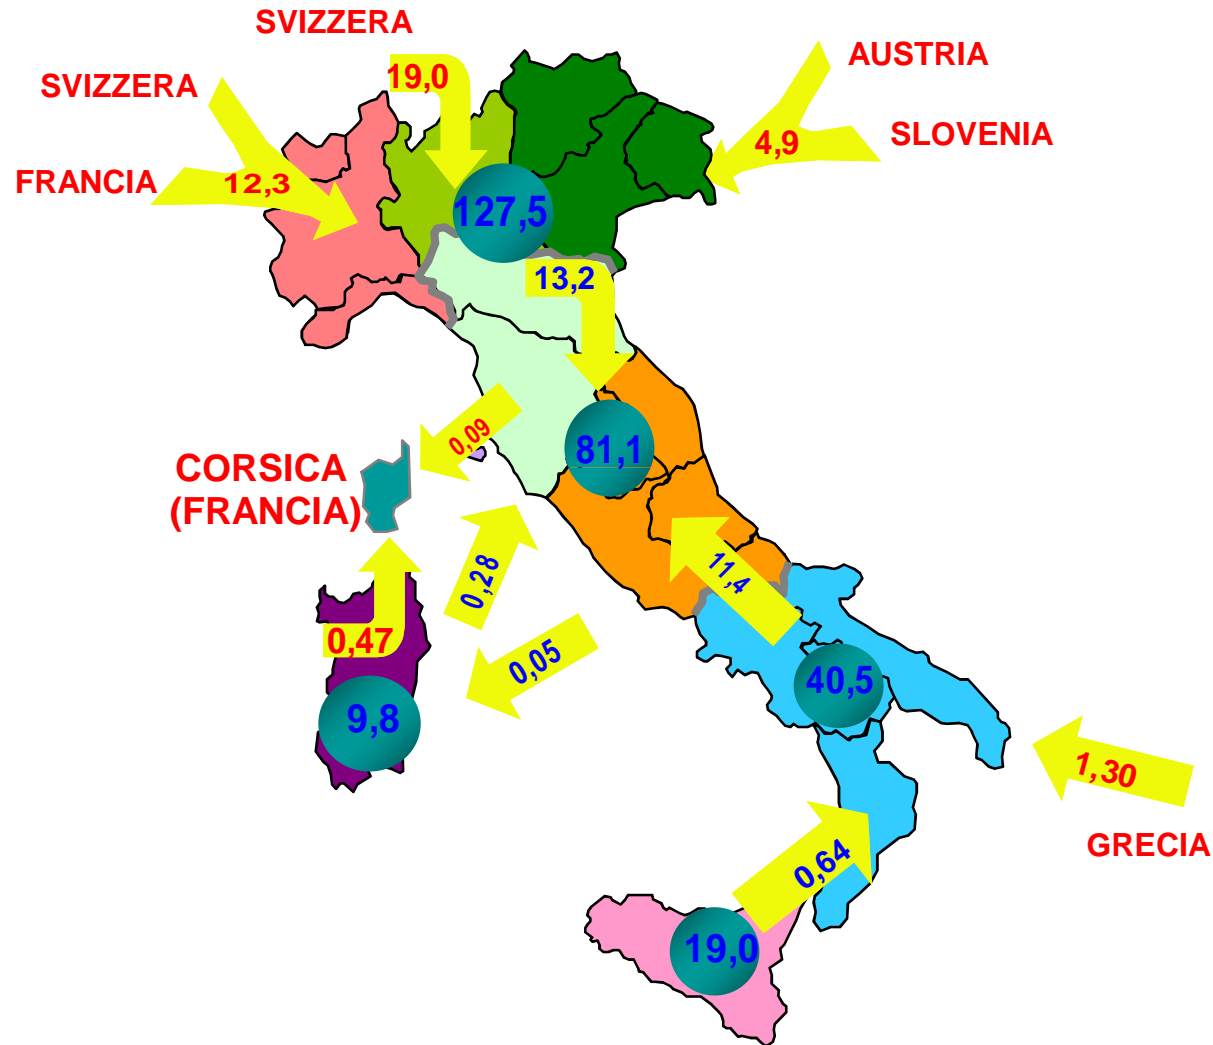 SVIZZERA
SVIZZERA
19,0
AUSTRIA
SLOVENIA
4,9
FRANCIA
12,3
127,5
13,2
0,09
81,1
CORSICA
(FRANCIA)
0,28
11,4
0,47
0,05
9,8
40,5
1,30
GRECIA
0,64
19,0